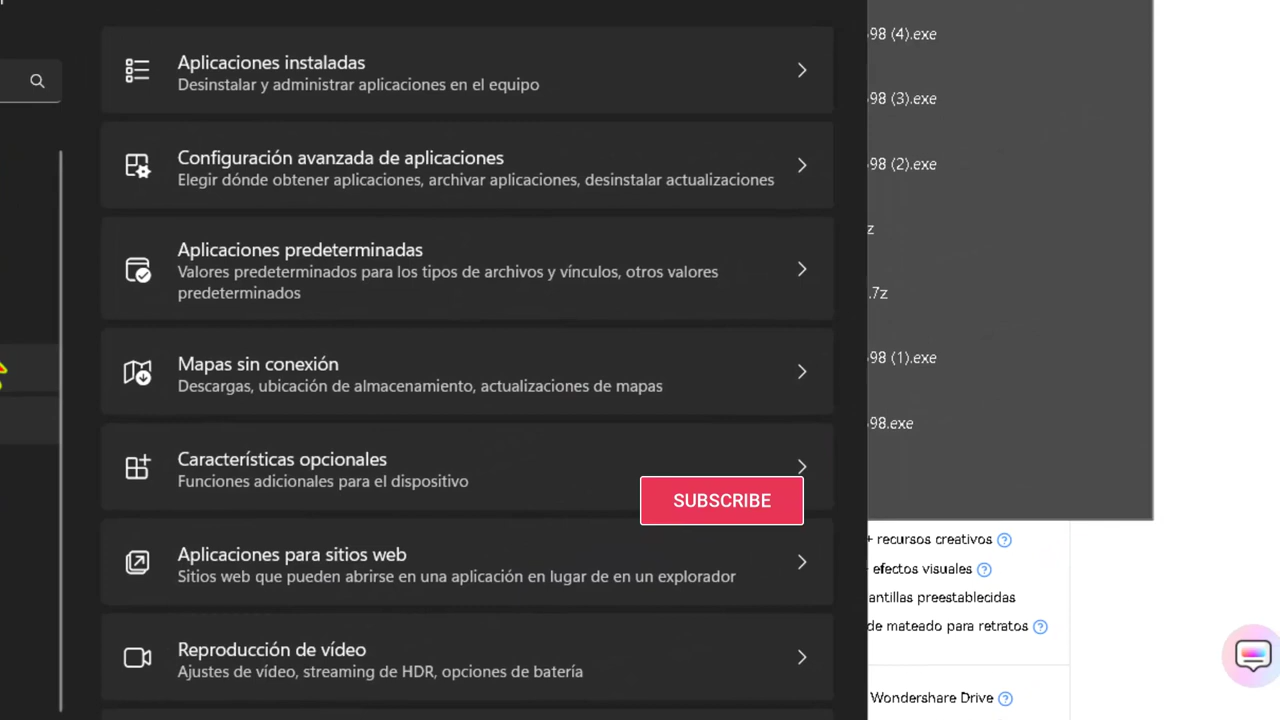 Aplicaciones instaladas
Desinstalar y administrar aplicaciones en el equipo
Configuración avanzada de aplicaciones
Elegir dónde obtener aplicaciones, archivar aplicaciones, desinstalar actualizaciones
Aplicaciones predeterminadas
Valores predeterminados para los tipos de archivos y vínculos, otros valores
predeterminados
Mapas sin conexión
Descargas, ubicación de almacenamiento, actualizaciones de mapas
Características opcionales
Funciones adicionales para el dispositivo
SUBSCRIBE
Aplicaciones para sitios web
Sitios web que pueden abrirse en una aplicación en lugar de en un explorador
Reproducción de vídeo
Ajustes de vídeo, streaming de HDR, opciones de batería
98 (4).exe
98 (3).exe
98 (2).exe
z
.7z
98 (1).exe
98.exe
+ recursos creativos
efectos visuales
antillas preestablecidas
de mateado para retratos
Wondershare Drive